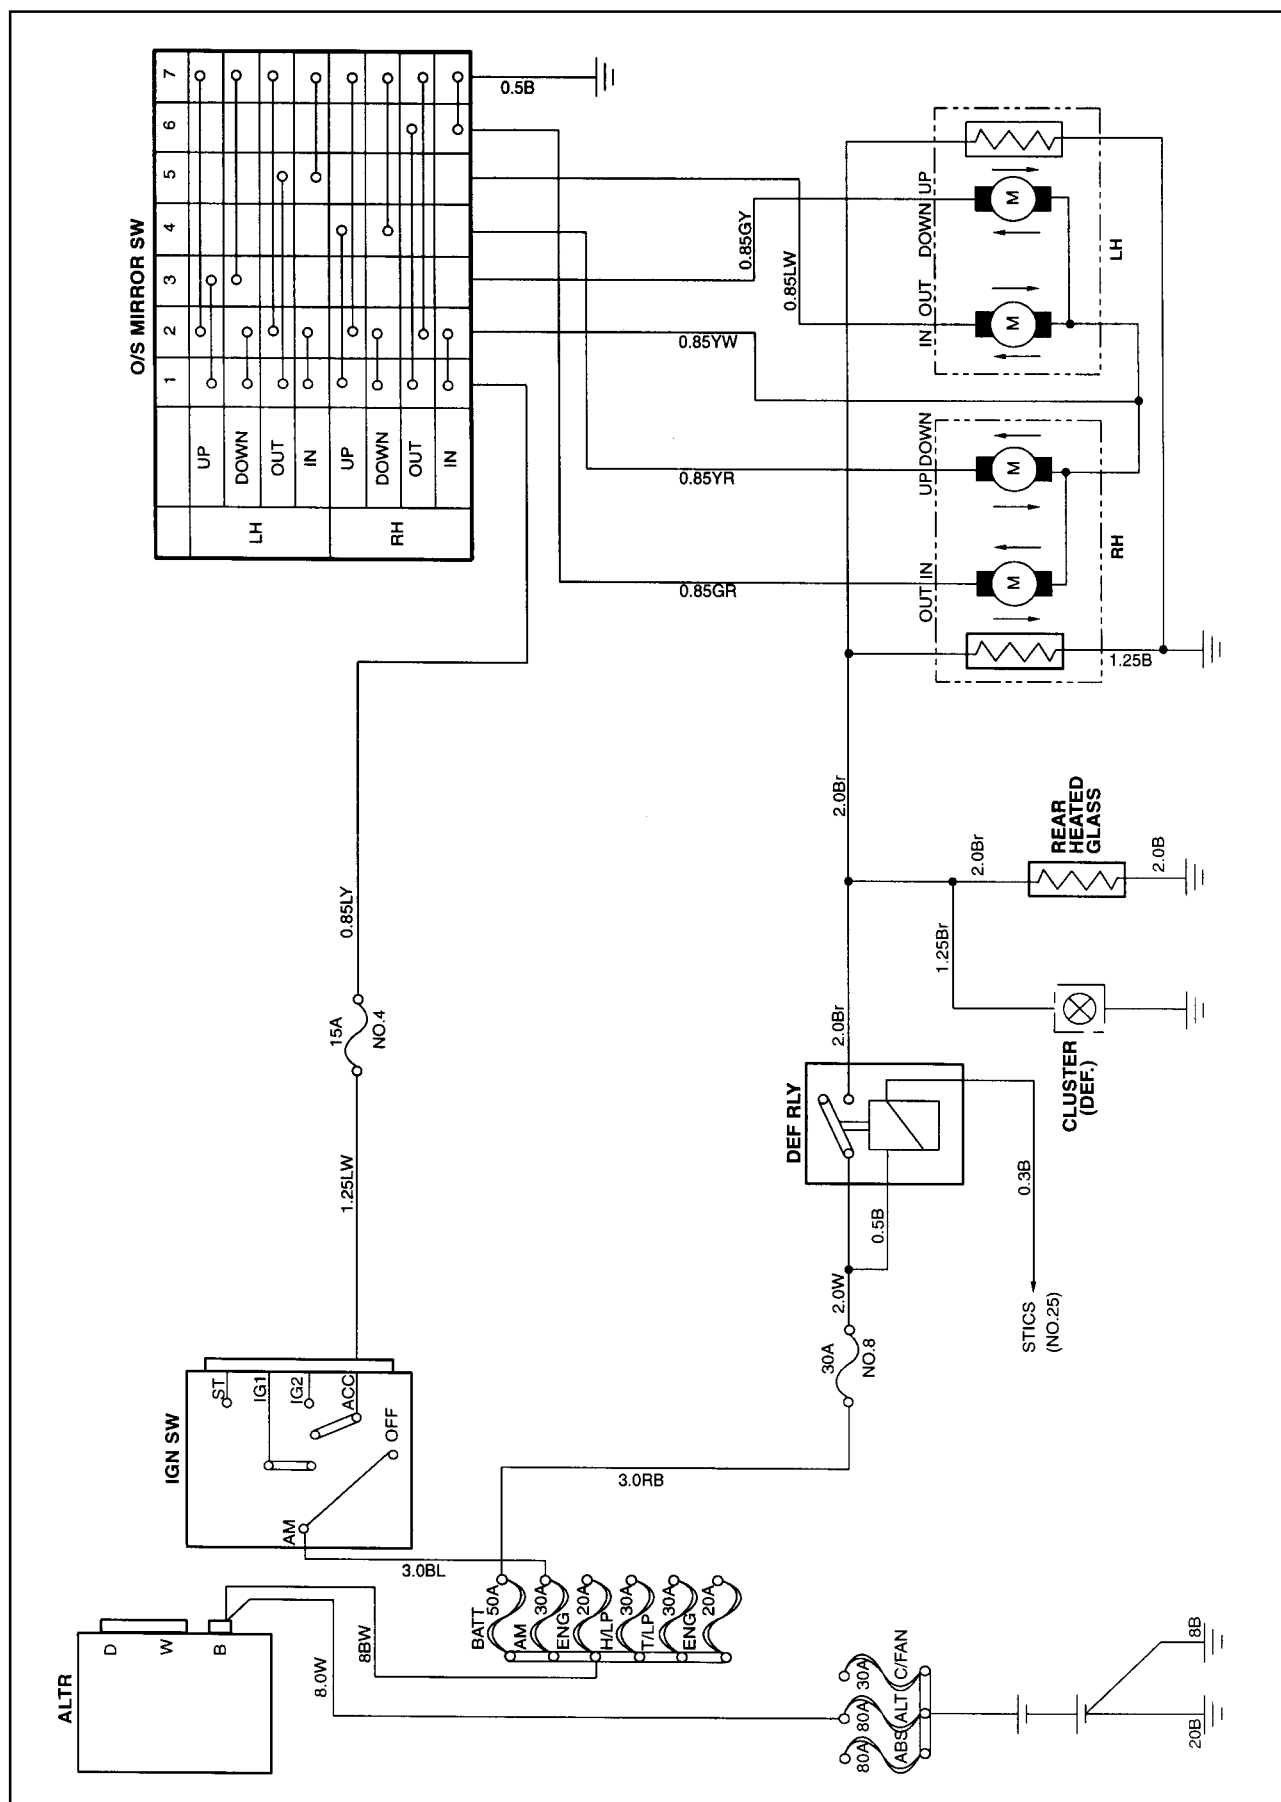 O/S MIRROR SW
1 2 3 4 5 6 7
LH
UP
DOWN
OUT
IN
RH
UP
DOWN
OUT
IN
0.5B
0.85GY
0.85LW
0.85YW
0.85YR
0.85GR
IN OUT DOWN UP
LH
OUT IN UP DOWN
RH
1.25B
0.85LY
15A
NO.4
1.25LW
IGN SW
ST
IG1
IG2
ACC
OFF
AM
3.0BL
ALTR
D
W
B
8.0W
8BW
BATT
50A
AM
30A
ENG
20A
H/LP
30A
T/LP
30A
ENG
20A
3.0RB
30A
NO.8
2.0W
0.5B
DEF RLY
0.3B
STICS
(NO.25)
2.0Br
2.0Br
2.0Br
1.25Br
REAR
HEATED
GLASS
2.0B
CLUSTER
(DEF.)
80A
ABS
80A
ALT
30A
C/FAN
20B
8B